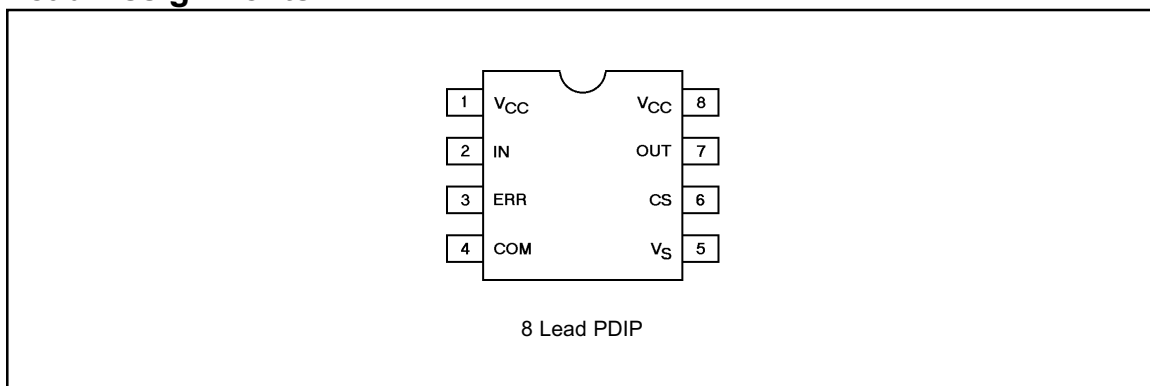 1 VCC VCC 8
2 IN OUT 7
3 ERR CS 6
4 COM VS 5
8 Lead PDIP